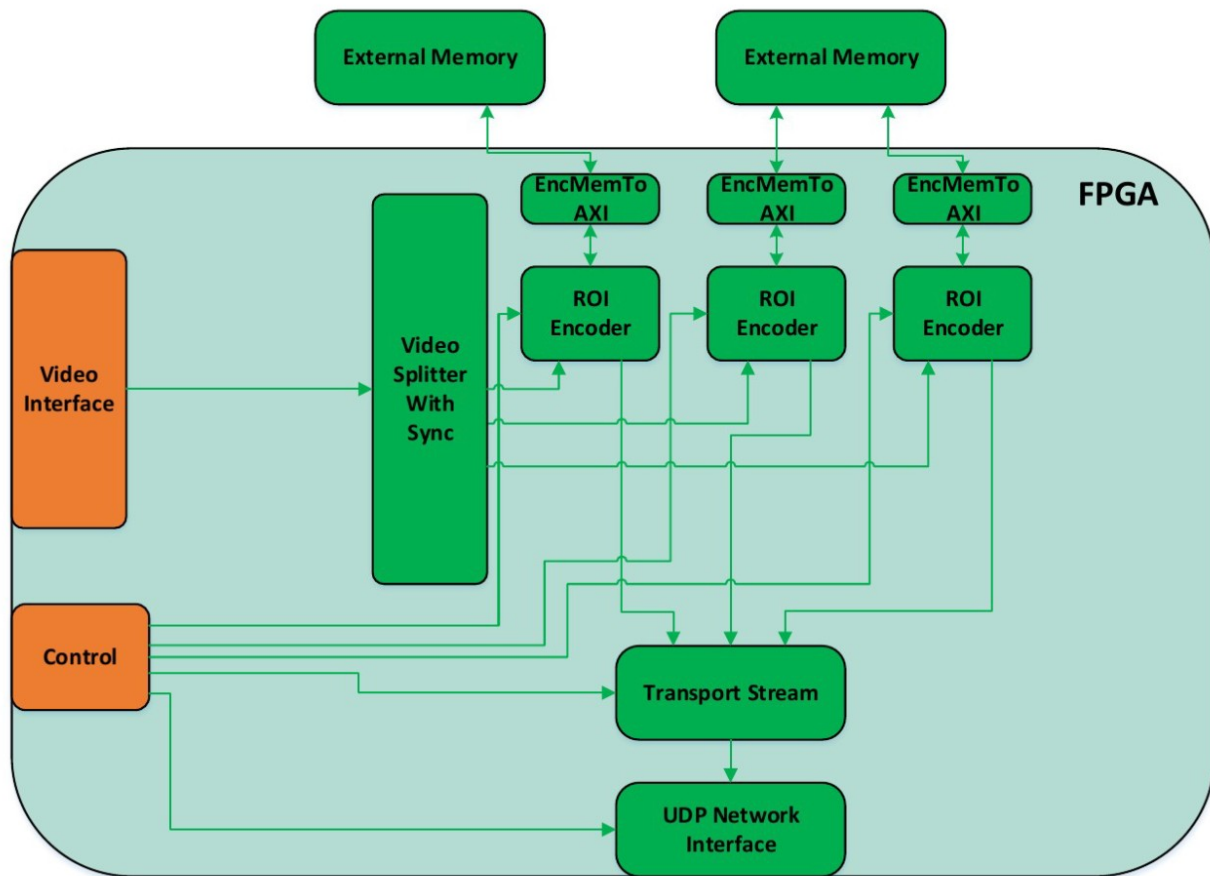 External Memory
External Memory
EncMemTo
AXI
EncMemTo
AXI
EncMemTo
AXI
FPGA
ROI
Encoder
ROI
Encoder
ROI
Encoder
Video
Interface
Video
Splitter
With
Sync
Control
Transport Stream
UDP Network
Interface